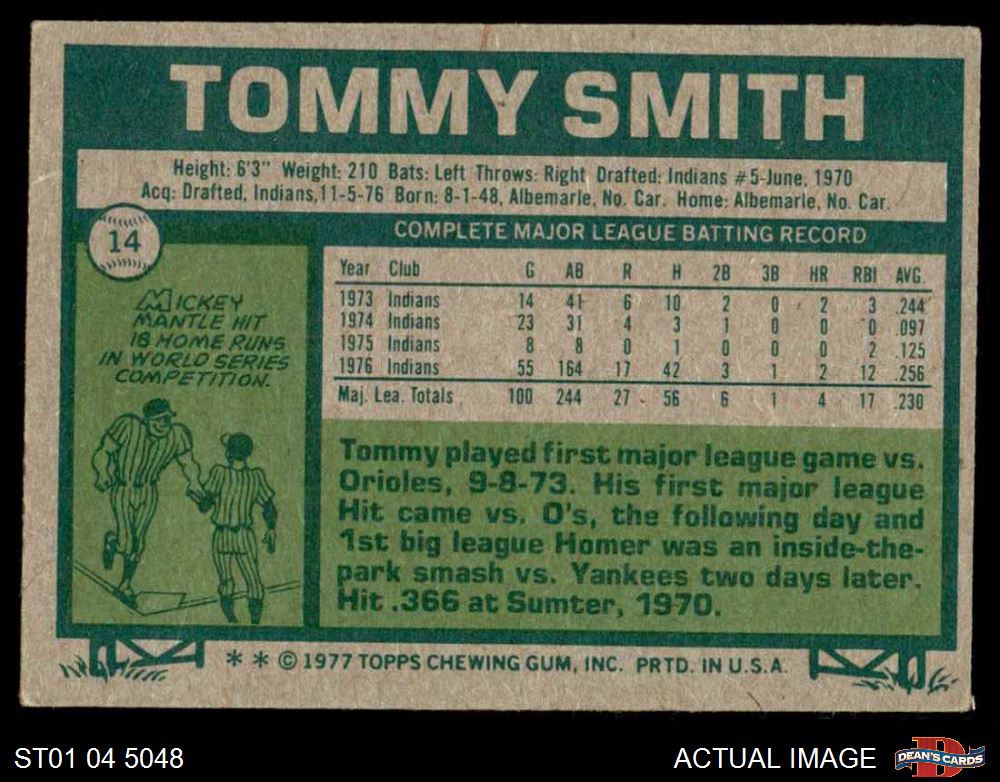 TOMMY SMITH
Height: 6'3" Weight: 210 Bats: Left Throws: Right Drafted: Indians #5-June, 1970
Acq: Drafted, Indians,11-5-76 Born: 8-1-48, Albemarle, No. Car. Home: Albemarle, No. Car.
14
MICKEY
MANTLE HIT
18 HOME RUNS
IN WORLD SERIES
COMPETITION.
COMPLETE MAJOR LEAGUE BATTING RECORD
Year Club G AB R H 2B 3B HR RBI AVG.
1973 Indians 14 41 6 10 2 0 2 3 .244
1974 Indians 23 31 4 3 1 0 0 0 .097
1975 Indians 8 8 0 1 0 0 0 2 .125
1976 Indians 55 164 17 42 3 1 2 12 .256
Maj. Lea. Totals 100 244 27 56 6 1 4 17 .230
Tommy played first major league game vs.
Orioles, 9-8-73. His first major league
Hit came vs. O's, the following day and
1st big league Homer was an inside-the-
park smash vs. Yankees two days later.
Hit .366 at Sumter, 1970.
* * © 1977 TOPPS CHEWING GUM, INC. PRTD. IN U.S.A.
ST01 04 5048
ACTUAL IMAGE
D
DEAN'S CARDS